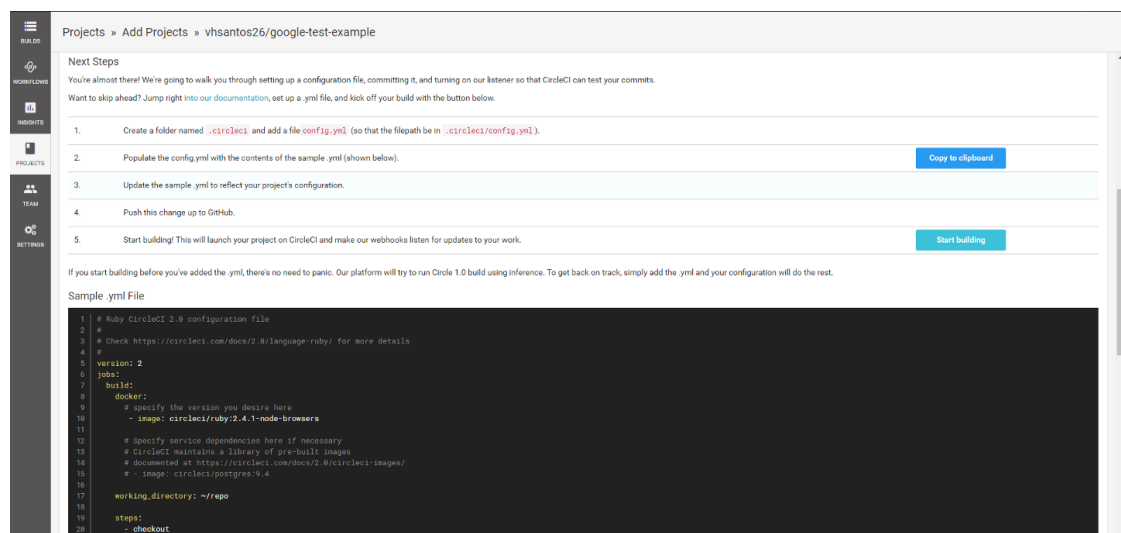 BUILDS
WORKFLOWS
INSIGHTS
PROJECTS
TEAM
SETTINGS
Projects » Add Projects » vhsantos26/google-test-example
Next Steps
You're almost there! We're going to walk you through setting up a configuration file, committing it, and turning on our listener so that CircleCI can test your commits.
Want to skip ahead? Jump right into our documentation, set up a .yml file, and kick off your build with the button below.
1. Create a folder named .circleci and add a file config.yml (so that the filepath be in .circleci/config.yml ).
2. Populate the config.yml with the contents of the sample .yml (shown below). Copy to clipboard
3. Update the sample .yml to reflect your project's configuration.
4. Push this change up to GitHub.
5. Start building! This will launch your project on CircleCI and make our webhooks listen for updates to your work. Start building
If you start building before you've added the .yml, there's no need to panic. Our platform will try to run Circle 1.0 build using inference. To get back on track, simply add the .yml and your configuration will do the rest.
Sample .yml File
1 # Ruby CircleCI 2.0 configuration file
2 #
3 # Check https://circleci.com/docs/2.0/language-ruby/ for more details
4 #
5 version: 2
6 jobs:
7 build:
8 docker:
9 # specify the version you desire here
10 - image: circleci/ruby:2.4.1-node-browsers
11
12 # Specify service dependencies here if necessary
13 # CircleCI maintains a library of pre-built images
14 # documented at https://circleci.com/docs/2.0/circleci-images/
15 # - image: circleci/postgres:9.4
16
17 working_directory: ~/repo
18
19 steps:
20 - checkout